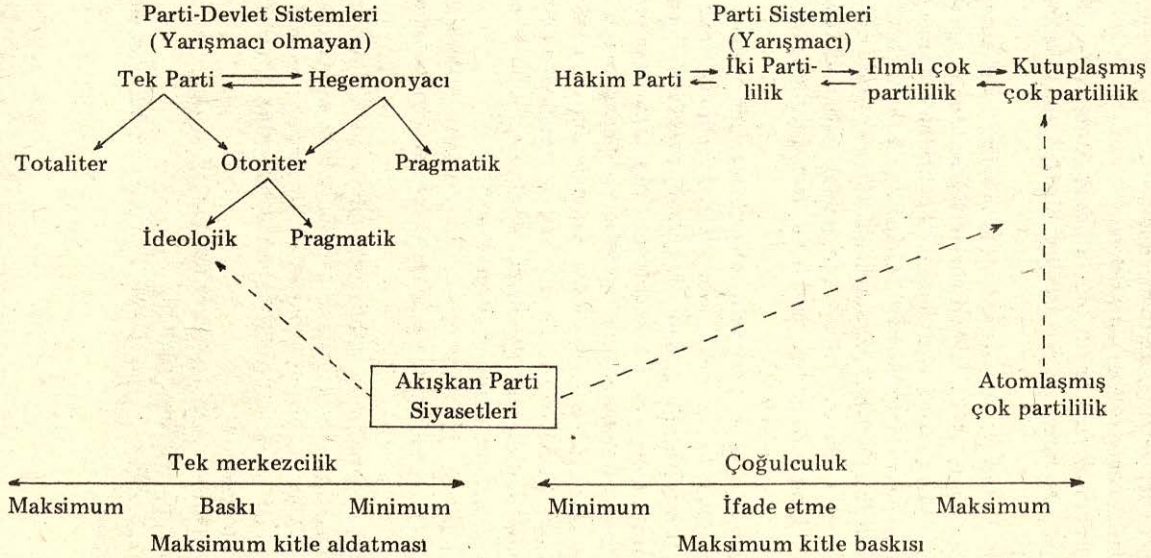 Parti-Devlet Sistemleri
(Yarışmacı olmayan)
Tek Parti
Hegemonyacı
Totaliter
Otoriter
Pragmatik
İdeolojik
Pragmatik
Parti Sistemleri
(Yarışmacı)
Hâkim Parti
İki Parti-
lilik
Ilımlı çok
partililik
Kutuplaşmış
çok partililik
Akışkan Parti
Siyasetleri
Atomlaşmış
çok partililik
Tek merkezcilik
Maksimum Baskı Minimum
Maksimum kitle aldatması
Çoğulculuk
Minimum İfade etme Maksimum
Maksimum kitle baskısı